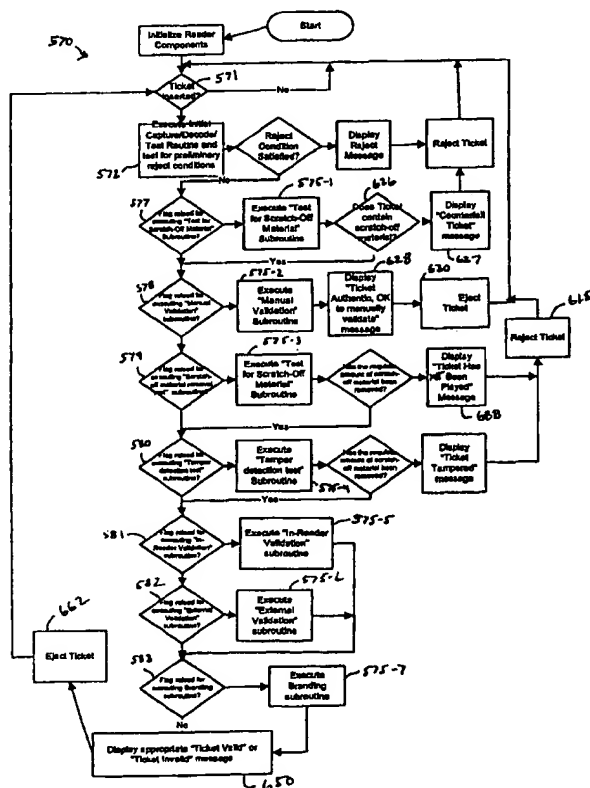 Start
Initialize Reader
Components
570
571
Ticket
Inserted?
No
Execute Initial
Capture/Decode/
Test Routine and
test for preliminary
reject conditions
572
Reject
Condition
Satisfied?
Display
Reject
Message
Reject Ticket
No
577
Flag raised for
executing "Test for
Scratch-Off Material"
Subroutine?
575-1
Execute "Test
for Scratch-Off
Material"
Subroutine
626
Does Ticket
contain
scratch-off
material?
Display
"Counterfeit
Ticket"
message
627
Yes
578
Flag raised for
executing "Manual
Validation"
subroutine?
575-2
Execute
"Manual
Validation"
Subroutine
628
Display
"Ticket
Authentic, OK
to manually
validate"
message
630
Eject
Ticket
615
Reject Ticket
579
Flag raised for
executing "Scratch-
off material removal
test" subroutine?
575-3
Execute "Test
for Scratch-Off
Material"
Subroutine
Has the requisite
amount of scratch-
off material been
removed?
Display
"Ticket Has
Been
Played"
Message
688
Yes
580
Flag raised for
executing "Tamper
detection test"
subroutine?
Execute
"Tamper
detection test"
Subroutine
575-4
Has the requisite
amount of scratch-
off material been
removed?
Display
"Ticket
Tampered"
message
Yes
581
Flag raised for
executing "In-
Reader Validation"
subroutine?
575-5
Execute "In-Reader
Validation"
subroutine
582
Flag raised for
executing "External
Validation"
subroutine?
575-6
Execute
"External
Validation"
subroutine
662
Eject Ticket
583
Flag raised for
executing Branding
subroutine?
575-7
Execute
Branding
subroutine
No
Display appropriate "Ticket Valid" or
"Ticket Invalid" message
650